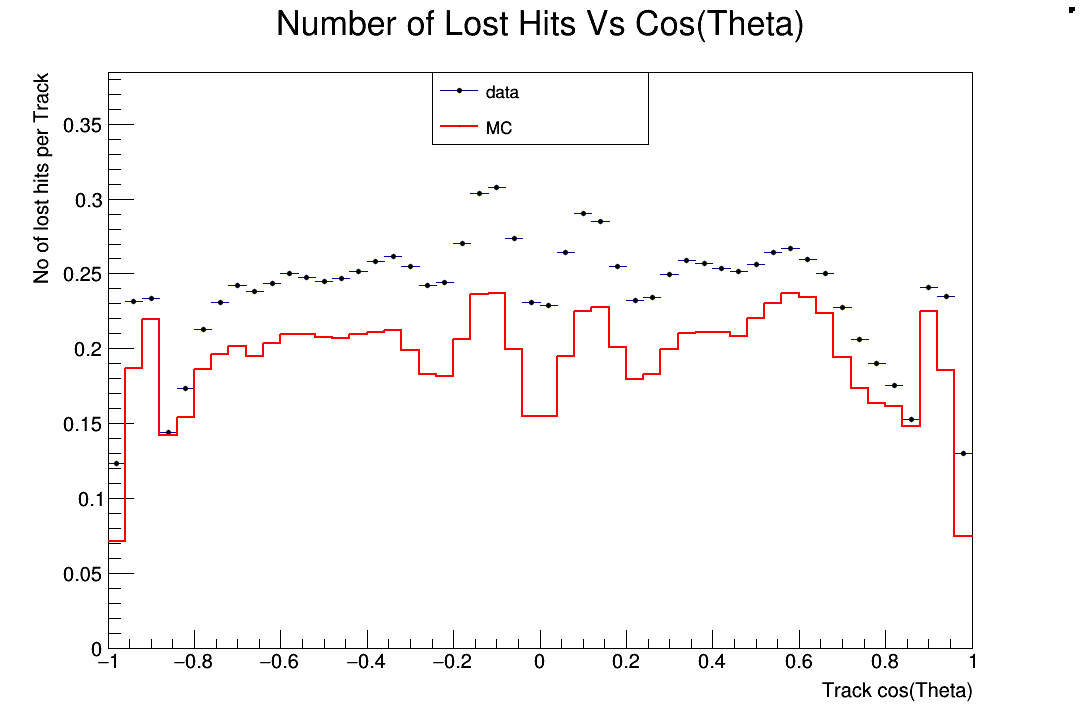 Number of Lost Hits Vs Cos(Theta)
No of lost hits per Track
data
MC
0.35
0.3
0.25
0.2
0.15
0.1
0.05
0
−1 −0.8 −0.6 −0.4 −0.2 0 0.2 0.4 0.6 0.8 1
Track cos(Theta)